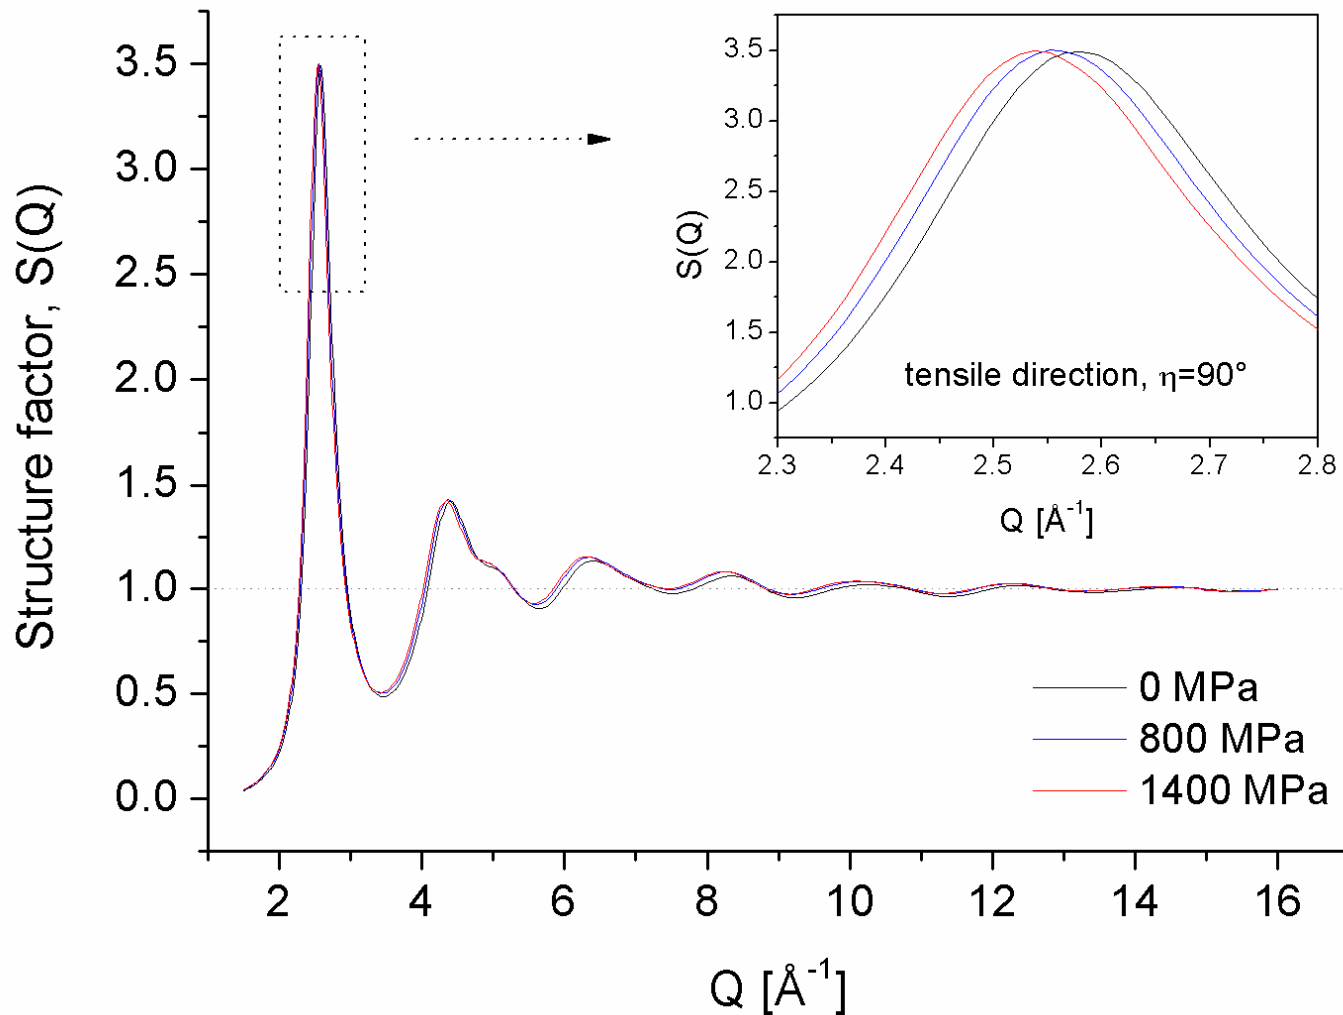 Structure factor, S(Q)
3.5
3.0
2.5
2.0
1.5
1.0
0.5
0.0
2 4 6 8 10 12 14 16
Q [Å⁻¹]
0 MPa
800 MPa
1400 MPa
S(Q)
3.5
3.0
2.5
2.0
1.5
1.0
tensile direction, η=90°
2.3 2.4 2.5 2.6 2.7 2.8
Q [Å⁻¹]